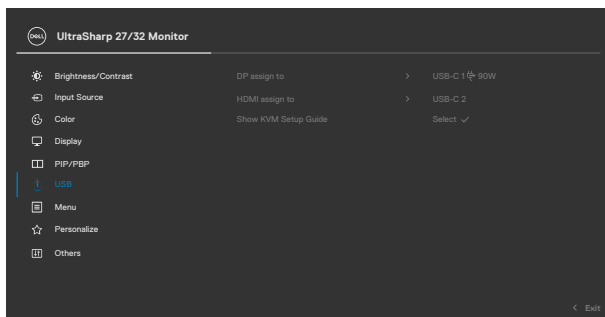 DELL UltraSharp 27/32 Monitor
Brightness/Contrast DP assign to > USB-C 1 90W
Input Source HDMI assign to > USB-C 2
Color Show KVM Setup Guide Select ✓
Display
PIP/PBP
USB
Menu
Personalize
Others
< Exit